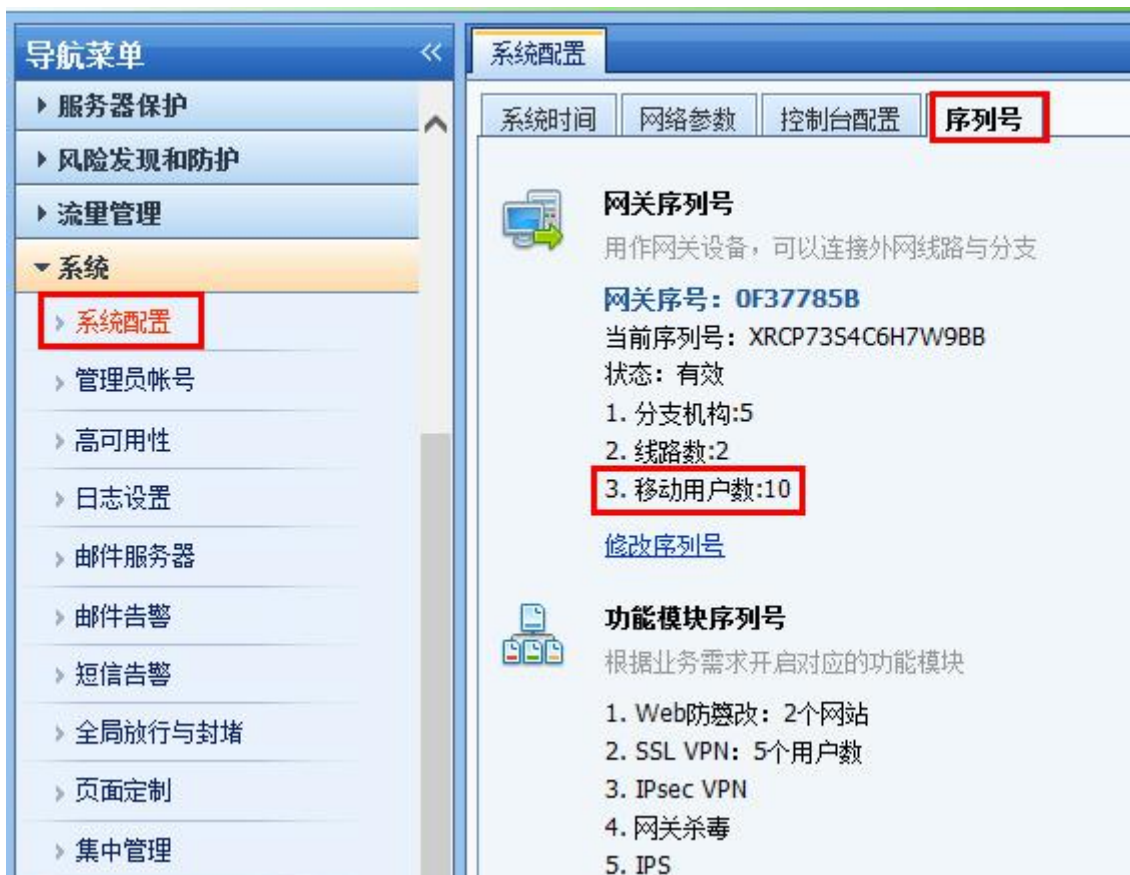 导航菜单
服务器保护
风险发现和防护
流量管理
系统
系统配置
管理员帐号
高可用性
日志设置
邮件服务器
邮件告警
短信告警
全局放行与封堵
页面定制
集中管理
系统配置
系统时间 网络参数 控制台配置 序列号
网关序列号
用作网关设备，可以连接外网线路与分支
网关序号：0F37785B
当前序列号：XRCP73S4C6H7W9BB
状态：有效
1. 分支机构:5
2. 线路数:2
3. 移动用户数:10
修改序列号
功能模块序列号
根据业务需求开启对应的功能模块
1. Web防篡改：2个网站
2. SSL VPN：5个用户数
3. IPsec VPN
4. 网关杀毒
5. IPS